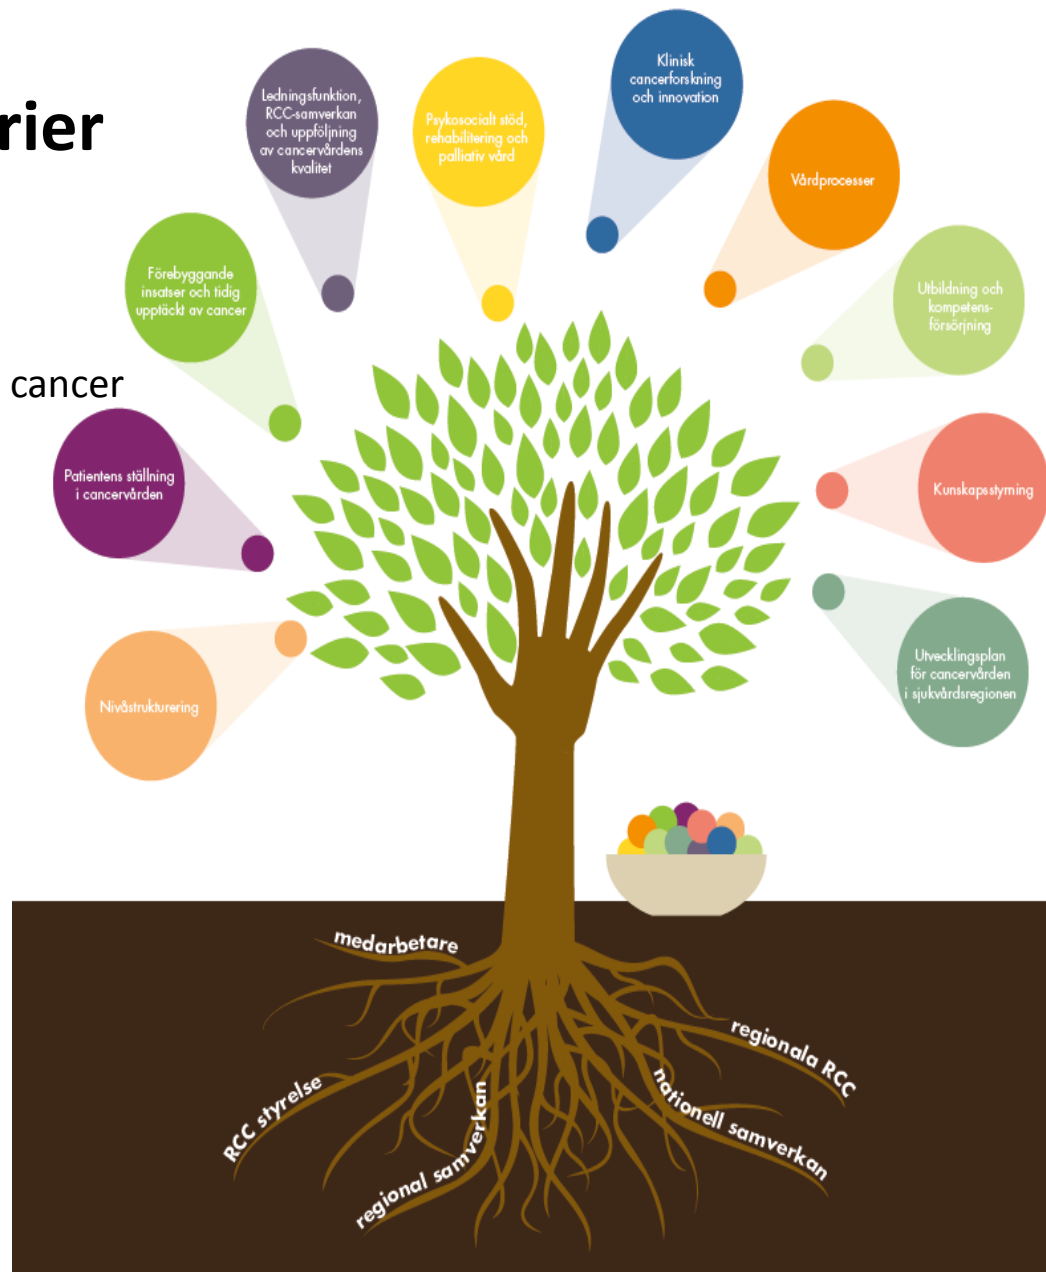 rier
cancer
Ledningsfunktion,
RCC-samverkan
och uppföljning
av cancervårdens
kvalitet
Psykosocialt stöd,
rehabilitering och
palliativ vård
Klinisk
cancerforskning
och innovation
Vårdprocesser
Förebyggande
insatser och tidig
upptäckt av cancer
Utbildning och
kompetens-
försörjning
Patientens ställning
i cancervården
Kunskapsstyrning
Nivåstrukturering
Utvecklingsplan
för cancervården
i sjukvårdsregionen
medarbetare
RCC styrelse
regional samverkan
nationell samverkan
regionala RCC